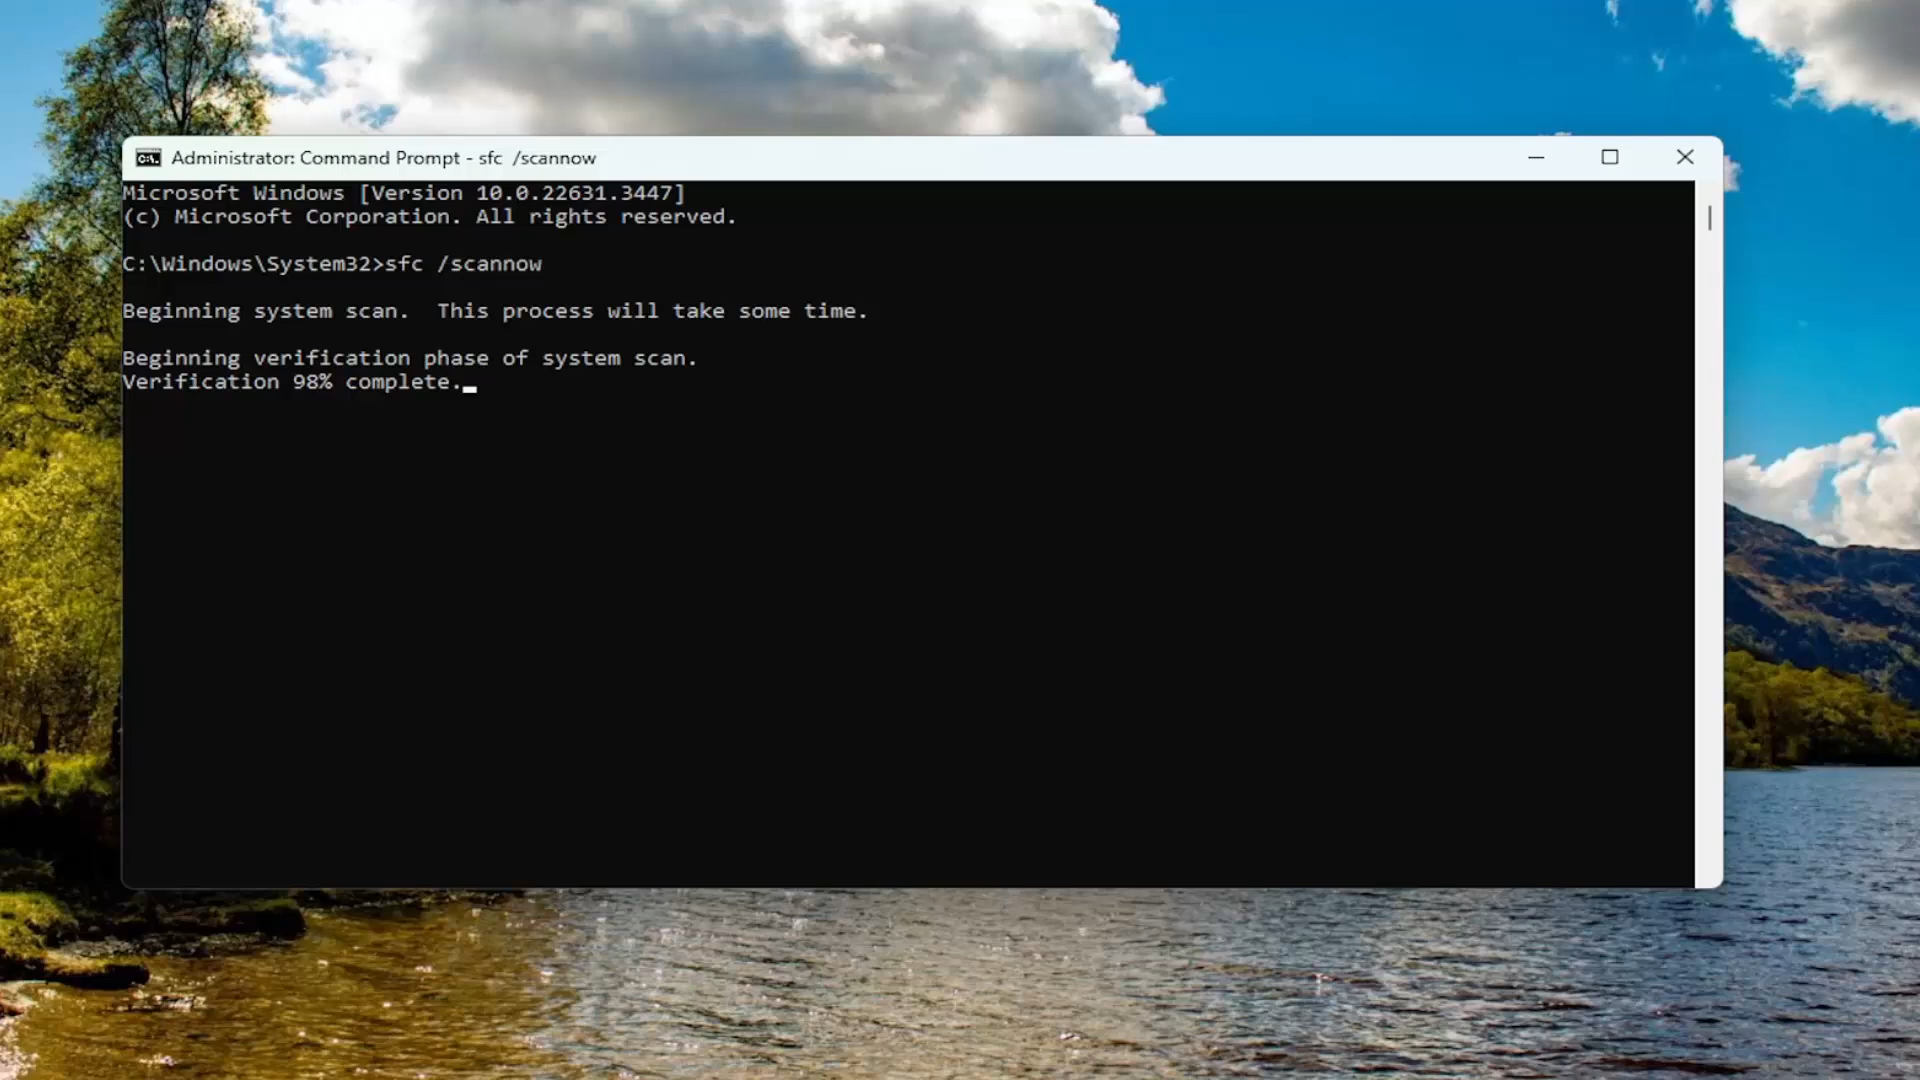 Administrator: Command Prompt - sfc  /scannow
Microsoft Windows [Version 10.0.22631.3447]
(c) Microsoft Corporation. All rights reserved.
C:\Windows\System32>sfc /scannow
Beginning system scan.  This process will take some time.
Beginning verification phase of system scan.
Verification 98% complete.